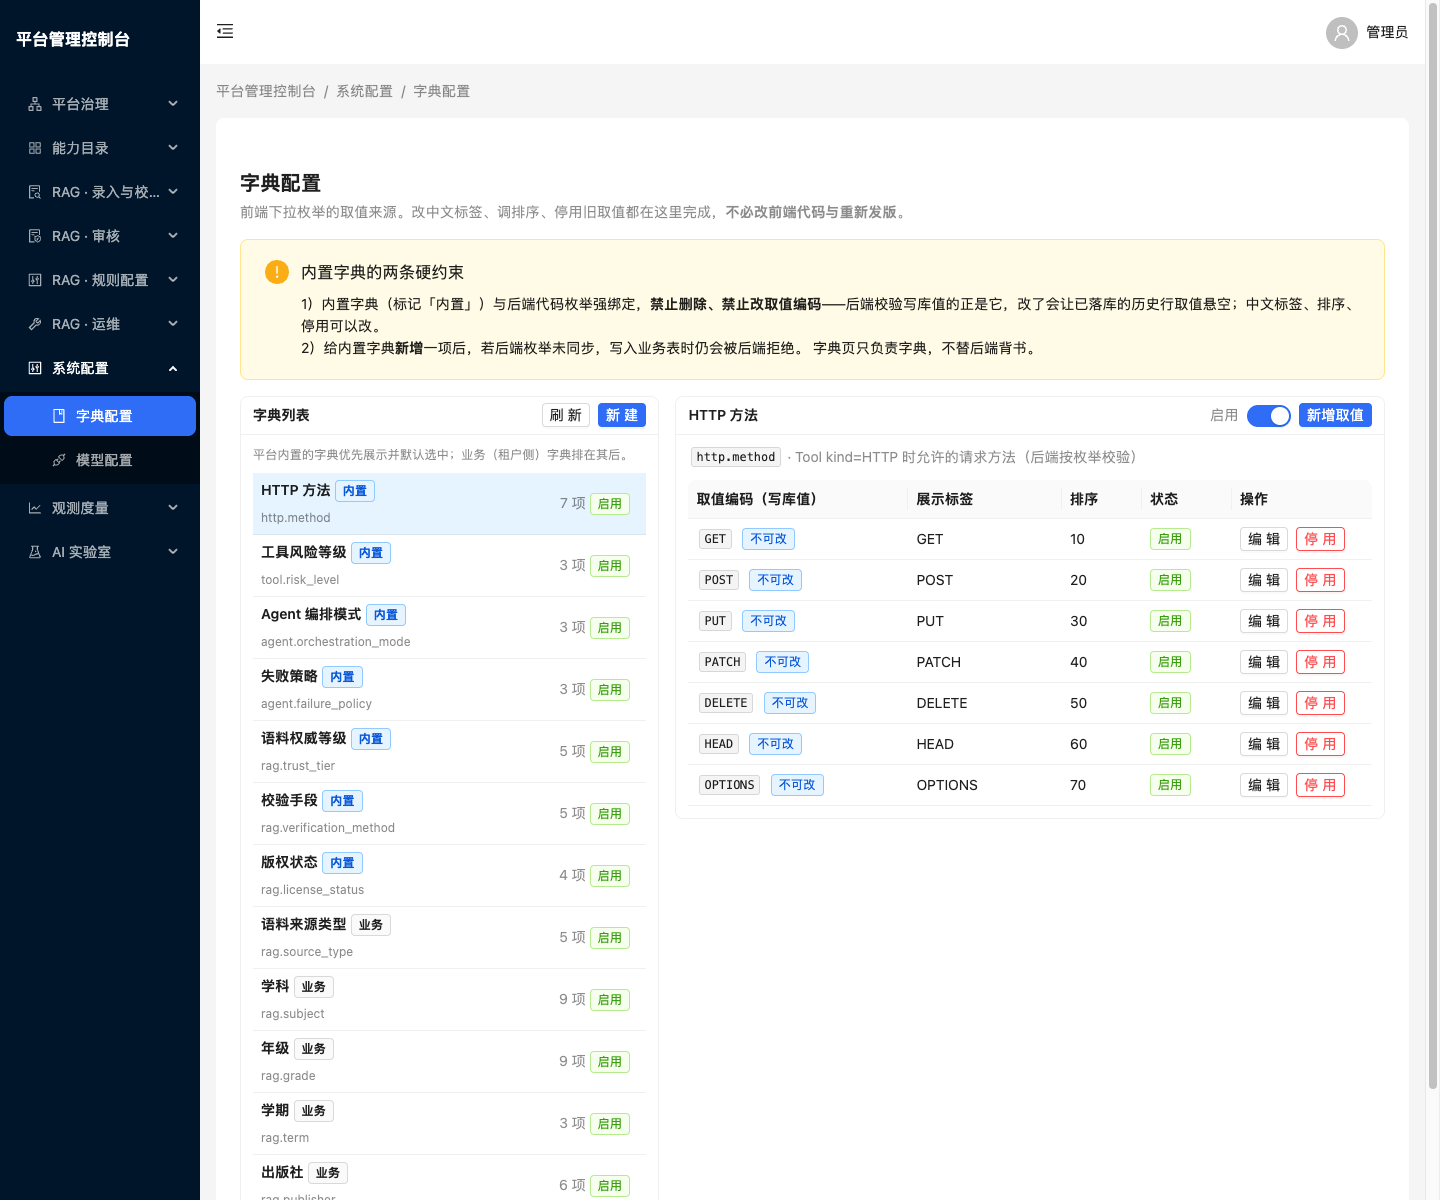 平台管理控制台
平台治理
能力目录
RAG · 录入与校...
RAG · 审核
RAG · 规则配置
RAG · 运维
系统配置
字典配置
模型配置
观测度量
AI 实验室
管理员
平台管理控制台 / 系统配置 / 字典配置
字典配置
前端下拉枚举的取值来源。改中文标签、调排序、停用旧取值都在这里完成，不必改前端代码与重新发版。
内置字典的两条硬约束
1）内置字典（标记「内置」）与后端代码枚举强绑定，禁止删除、禁止改取值编码——后端校验写库值的正是它，改了会让已落库的历史行取值悬空；中文标签、排序、
停用可以改。
2）给内置字典新增一项后，若后端枚举未同步，写入业务表时仍会被后端拒绝。 字典页只负责字典，不替后端背书。
字典列表 刷 新 新 建
平台内置的字典优先展示并默认选中；业务（租户侧）字典排在其后。
HTTP 方法 内置 7 项 启用
http.method
工具风险等级 内置 3 项 启用
tool.risk_level
Agent 编排模式 内置 3 项 启用
agent.orchestration_mode
失败策略 内置 3 项 启用
agent.failure_policy
语料权威等级 内置 5 项 启用
rag.trust_tier
校验手段 内置 5 项 启用
rag.verification_method
版权状态 内置 4 项 启用
rag.license_status
语料来源类型 业务 5 项 启用
rag.source_type
学科 业务 9 项 启用
rag.subject
年级 业务 9 项 启用
rag.grade
学期 业务 3 项 启用
rag.term
出版社 业务 6 项 启用
rag.publisher
HTTP 方法 启用 新增取值
http.method · Tool kind=HTTP 时允许的请求方法（后端按枚举校验）
取值编码（写库值） 展示标签 排序 状态 操作
GET 不可改 GET 10 启用 编 辑 停 用
POST 不可改 POST 20 启用 编 辑 停 用
PUT 不可改 PUT 30 启用 编 辑 停 用
PATCH 不可改 PATCH 40 启用 编 辑 停 用
DELETE 不可改 DELETE 50 启用 编 辑 停 用
HEAD 不可改 HEAD 60 启用 编 辑 停 用
OPTIONS 不可改 OPTIONS 70 启用 编 辑 停 用